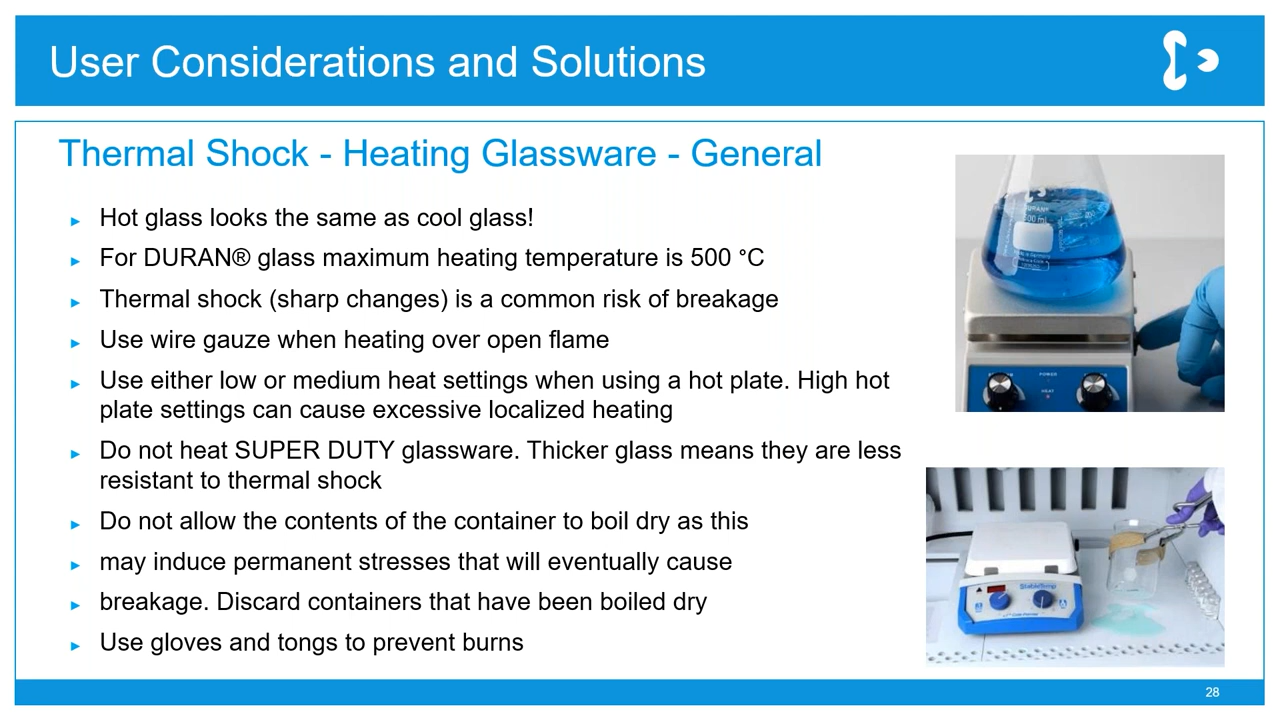 User Considerations and Solutions
Thermal Shock - Heating Glassware - General
► Hot glass looks the same as cool glass!
► For DURAN® glass maximum heating temperature is 500 °C
► Thermal shock (sharp changes) is a common risk of breakage
► Use wire gauze when heating over open flame
► Use either low or medium heat settings when using a hot plate. High hot
plate settings can cause excessive localized heating
► Do not heat SUPER DUTY glassware. Thicker glass means they are less
resistant to thermal shock
► Do not allow the contents of the container to boil dry as this
► may induce permanent stresses that will eventually cause
► breakage. Discard containers that have been boiled dry
► Use gloves and tongs to prevent burns
DURAN
500 ml
POWER
HEAT
StableTemp
28